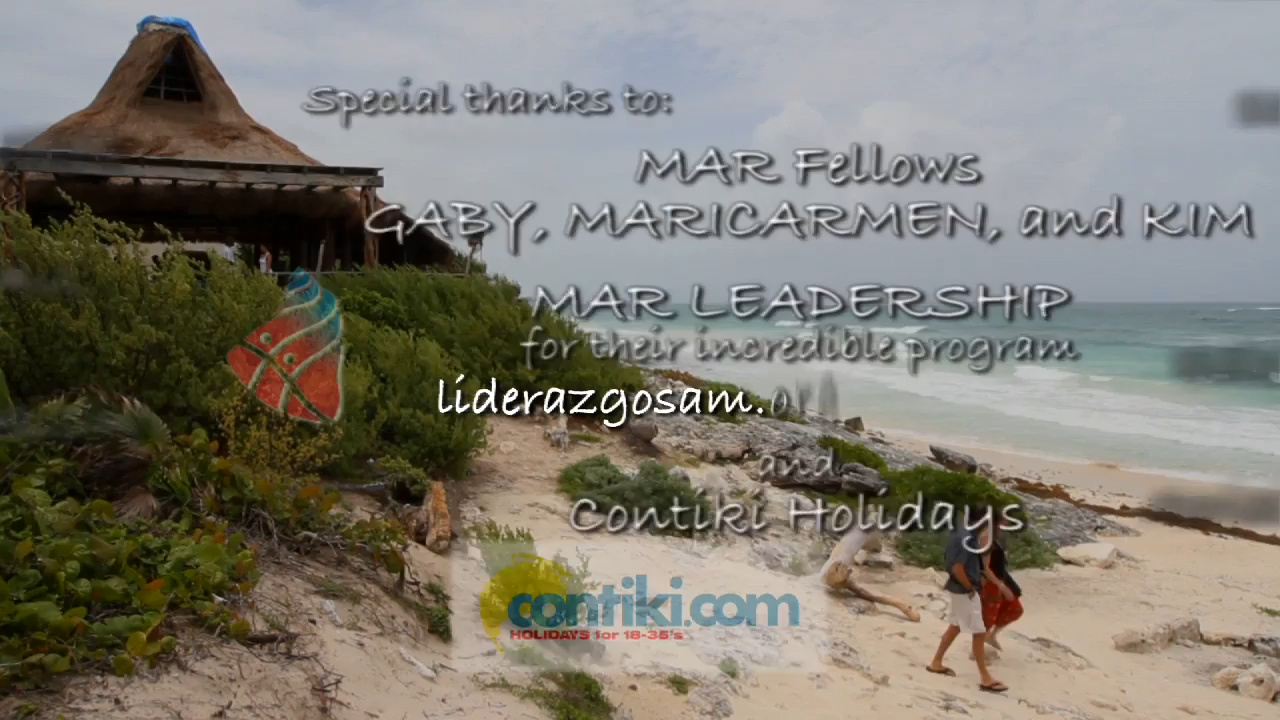 Special thanks to:
MAR Fellows
GABY, MARICARMEN, and KIM
MAR LEADERSHIP
for their incredible program
liderazgosam.
and
Contiki Holidays
contiki.com
HOLIDAYS for 18-35's